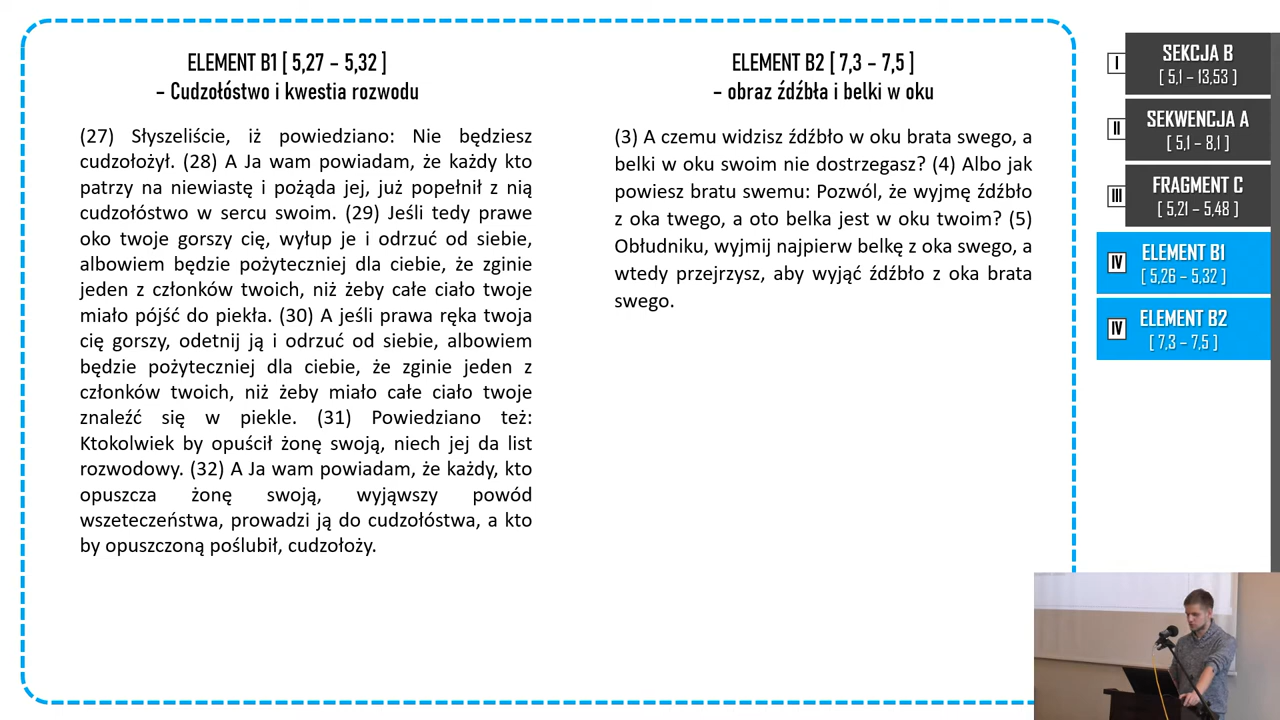 ELEMENT B1 [ 5,27 – 5,32 ]
– Cudzołóstwo i kwestia rozwodu
(27) Słyszeliście, iż powiedziano: Nie będziesz
cudzołożył. (28) A Ja wam powiadam, że każdy kto
patrzy na niewiastę i pożąda jej, już popełnił z nią
cudzołóstwo w sercu swoim. (29) Jeśli tedy prawe
oko twoje gorszy cię, wyłup je i odrzuć od siebie,
albowiem będzie pożyteczniej dla ciebie, że zginie
jeden z członków twoich, niż żeby całe ciało twoje
miało pójść do piekła. (30) A jeśli prawa ręka twoja
cię gorszy, odetnij ją i odrzuć od siebie, albowiem
będzie pożyteczniej dla ciebie, że zginie jeden z
członków twoich, niż żeby miało całe ciało twoje
znaleźć się w piekle. (31) Powiedziano też:
Ktokolwiek by opuścił żonę swoją, niech jej da list
rozwodowy. (32) A Ja wam powiadam, że każdy, kto
opuszcza żonę swoją, wyjąwszy powód
wszeteczeństwa, prowadzi ją do cudzołóstwa, a kto
by opuszczoną poślubił, cudzołoży.
ELEMENT B2 [ 7,3 – 7,5 ]
– obraz źdźbła i belki w oku
(3) A czemu widzisz źdźbło w oku brata swego, a
belki w oku swoim nie dostrzegasz? (4) Albo jak
powiesz bratu swemu: Pozwól, że wyjmę źdźbło
z oka twego, a oto belka jest w oku twoim? (5)
Obłudniku, wyjmij najpierw belkę z oka swego, a
wtedy przejrzysz, aby wyjąć źdźbło z oka brata
swego.
I SEKCJA B
[ 5,1 – 13,53 ]
II SEKWENCJA A
[ 5,1 – 8,1 ]
III FRAGMENT C
[ 5,21 – 5,48 ]
IV ELEMENT B1
[ 5,26 – 5,32 ]
IV ELEMENT B2
[ 7,3 – 7,5 ]